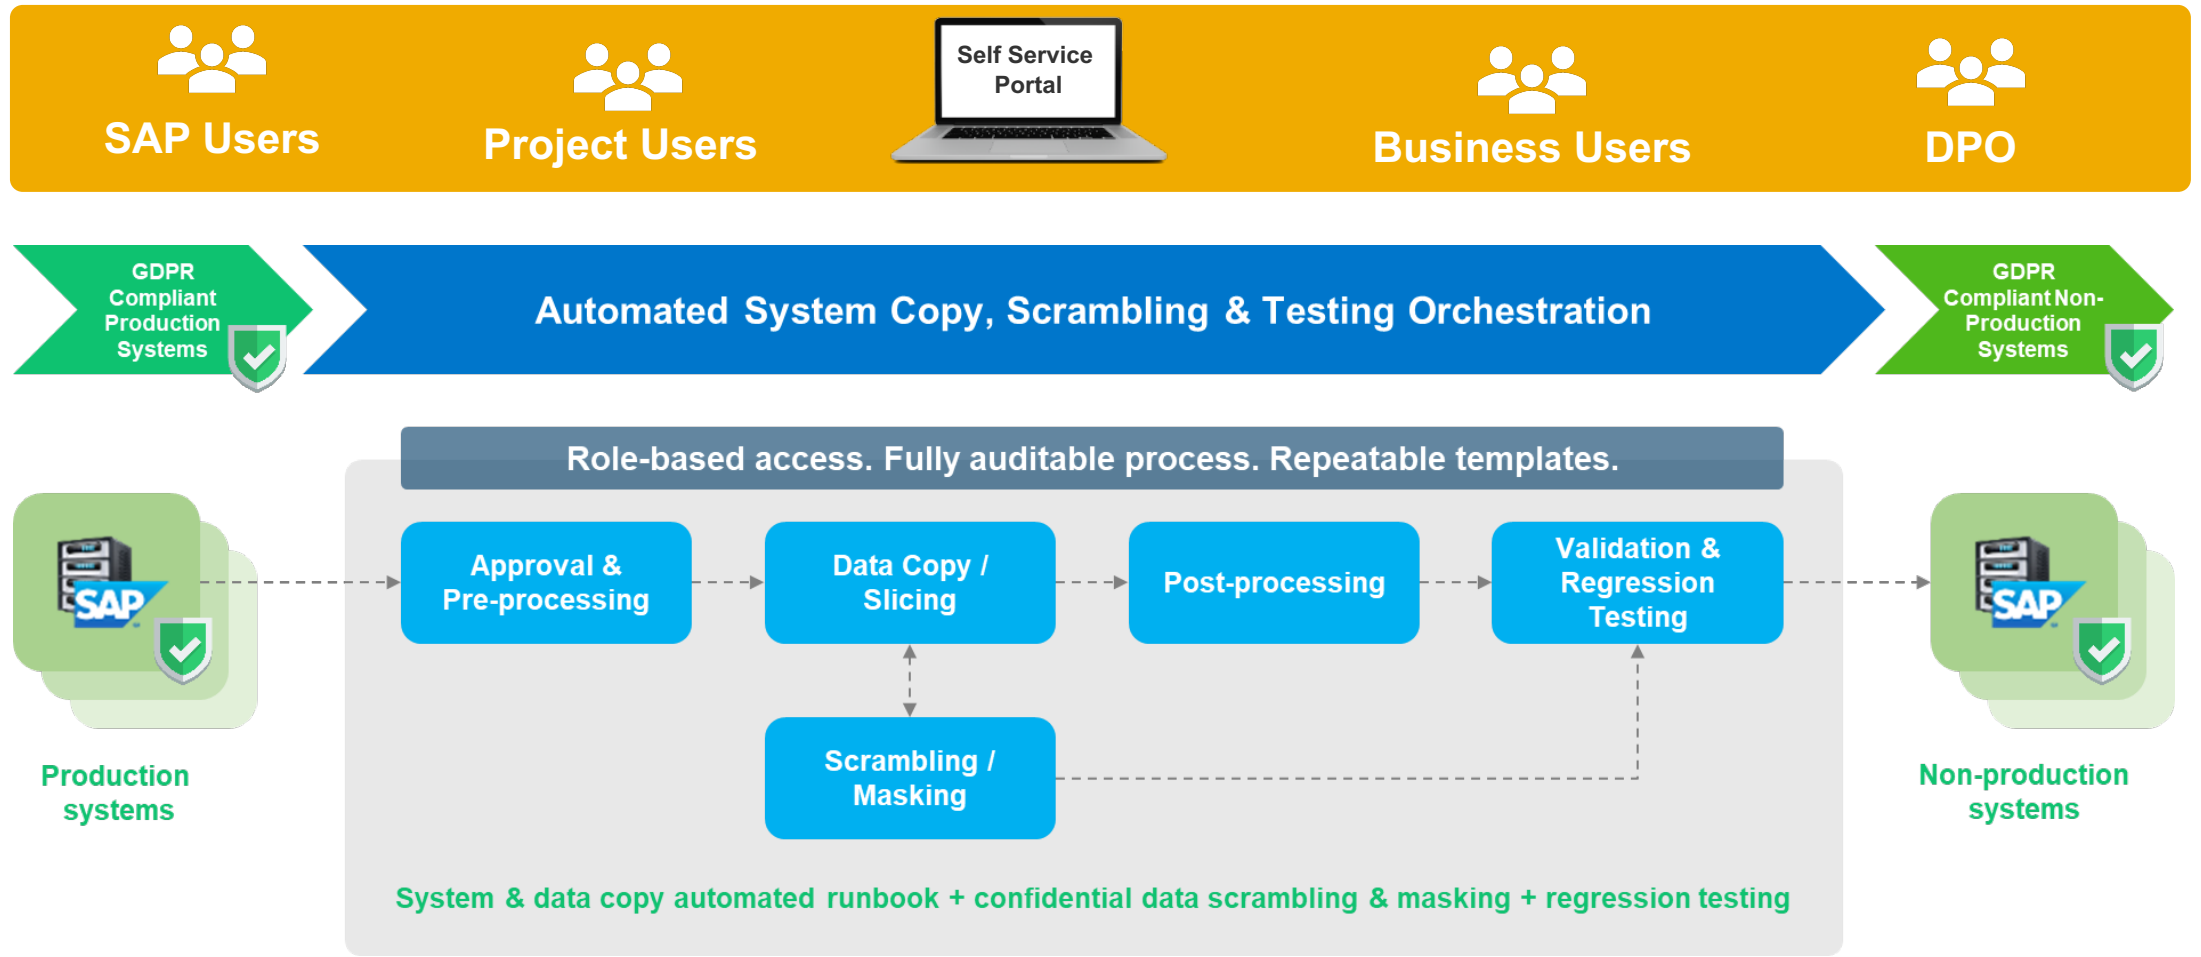 Self Service
Portal
SAP Users
Project Users
Business Users
DPO
GDPR
Compliant
Production
Systems
Automated System Copy, Scrambling & Testing Orchestration
GDPR
Compliant Non-
Production
Systems
Role-based access. Fully auditable process. Repeatable templates.
SAP
Approval &
Pre-processing
Data Copy /
Slicing
Post-processing
Validation &
Regression
Testing
SAP
Scrambling /
Masking
Production
systems
Non-production
systems
System & data copy automated runbook + confidential data scrambling & masking + regression testing